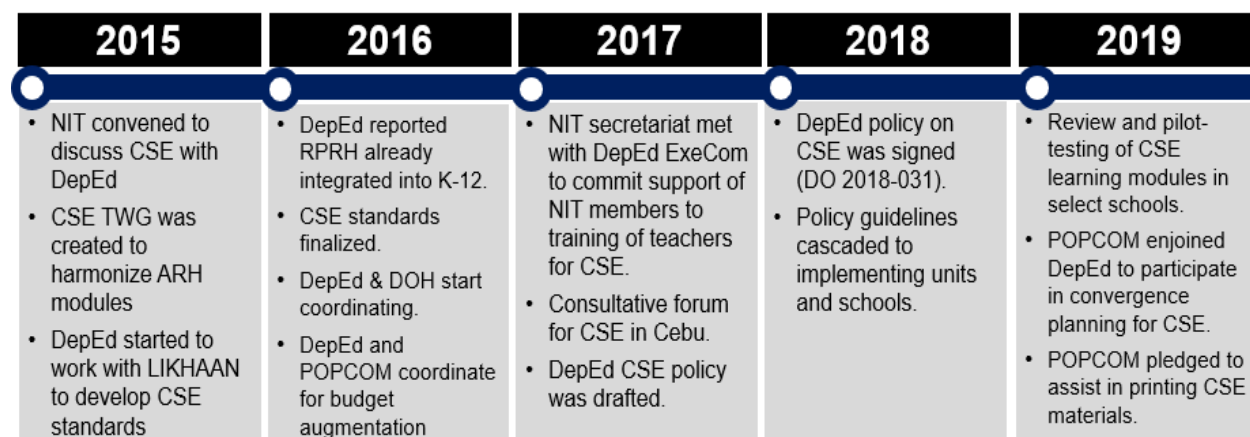 2015
• NIT convened to
discuss CSE with
DepEd
• CSE TWG was
created to
harmonize ARH
modules
• DepEd started to
work with LIKHAAN
to develop CSE
standards
2016
• DepEd reported
RPRH already
integrated into K-12.
• CSE standards
finalized.
• DepEd & DOH start
coordinating.
• DepEd and
POPCOM coordinate
for budget
augmentation
2017
• NIT secretariat met
with DepEd ExeCom
to commit support of
NIT members to
training of teachers
for CSE.
• Consultative forum
for CSE in Cebu.
• DepEd CSE policy
was drafted.
2018
• DepEd policy on
CSE was signed
(DO 2018-031).
• Policy guidelines
cascaded to
implementing units
and schools.
2019
• Review and pilot-
testing of CSE
learning modules in
select schools.
• POPCOM enjoined
DepEd to participate
in convergence
planning for CSE.
• POPCOM pledged to
assist in printing CSE
materials.